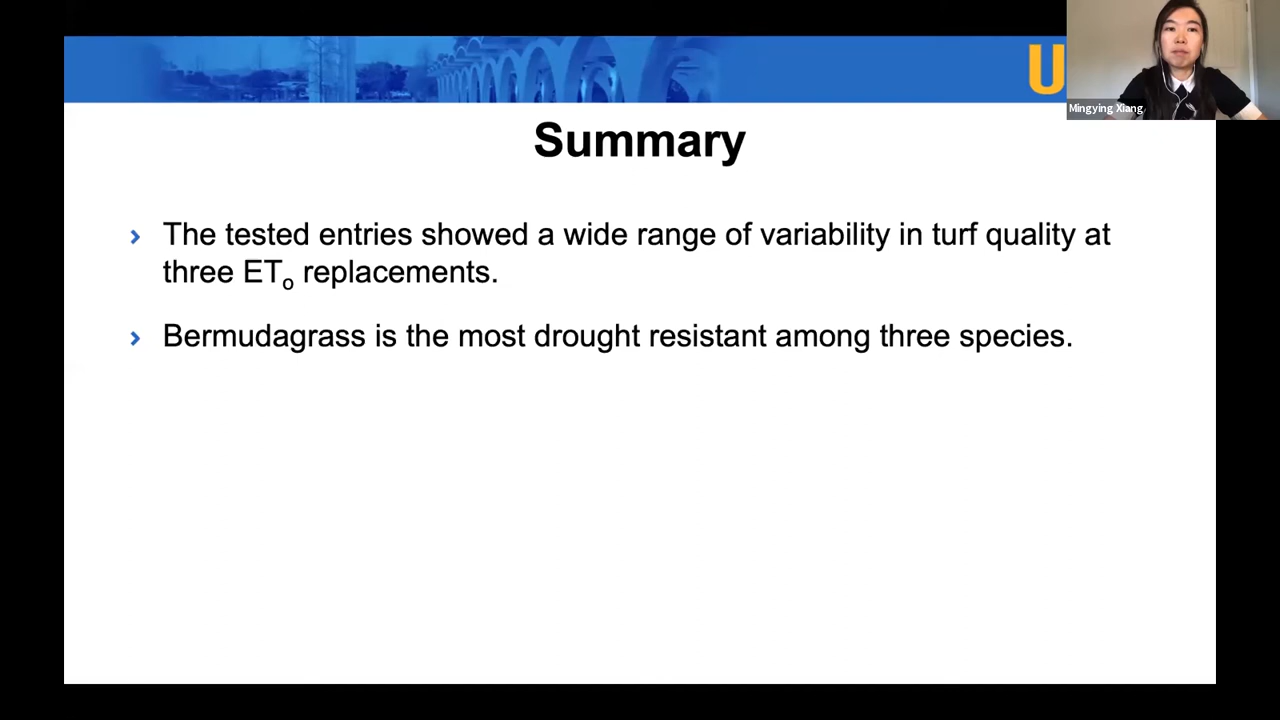 U
Mingying Xiang
Summary
› The tested entries showed a wide range of variability in turf quality at
three ETₒ replacements.
› Bermudagrass is the most drought resistant among three species.